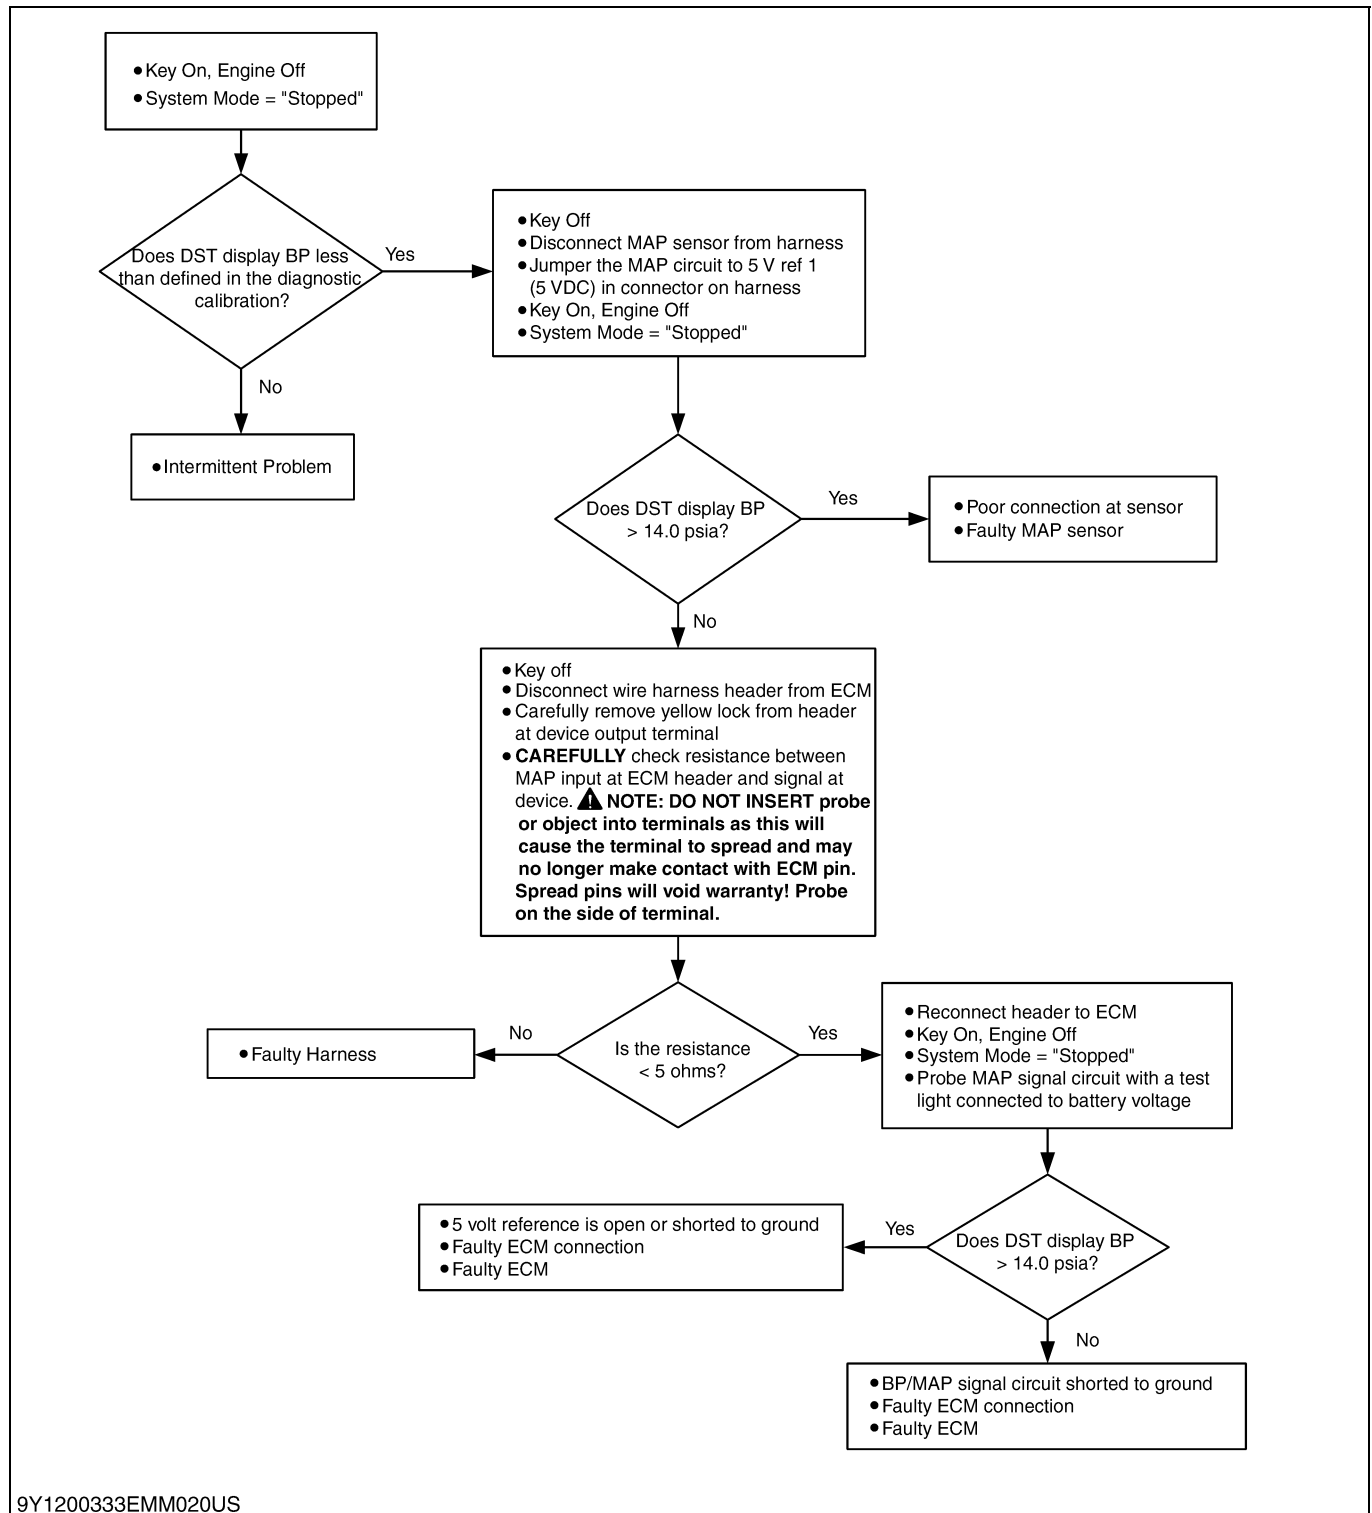 ●Key On, Engine Off
●System Mode = "Stopped"
Does DST display BP less
than defined in the diagnostic
calibration?
Yes
No
●Intermittent Problem
●Key Off
●Disconnect MAP sensor from harness
●Jumper the MAP circuit to 5 V ref 1
(5 VDC) in connector on harness
●Key On, Engine Off
●System Mode = "Stopped"
Does DST display BP
> 14.0 psia?
Yes
●Poor connection at sensor
●Faulty MAP sensor
No
●Key off
●Disconnect wire harness header from ECM
●Carefully remove yellow lock from header
at device output terminal
●CAREFULLY check resistance between
MAP input at ECM header and signal at
device. ⚠ NOTE: DO NOT INSERT probe
or object into terminals as this will
cause the terminal to spread and may
no longer make contact with ECM pin.
Spread pins will void warranty! Probe
on the side of terminal.
Is the resistance
< 5 ohms?
No
●Faulty Harness
Yes
●Reconnect header to ECM
●Key On, Engine Off
●System Mode = "Stopped"
●Probe MAP signal circuit with a test
light connected to battery voltage
Does DST display BP
> 14.0 psia?
Yes
●5 volt reference is open or shorted to ground
●Faulty ECM connection
●Faulty ECM
No
●BP/MAP signal circuit shorted to ground
●Faulty ECM connection
●Faulty ECM
9Y1200333EMM020US